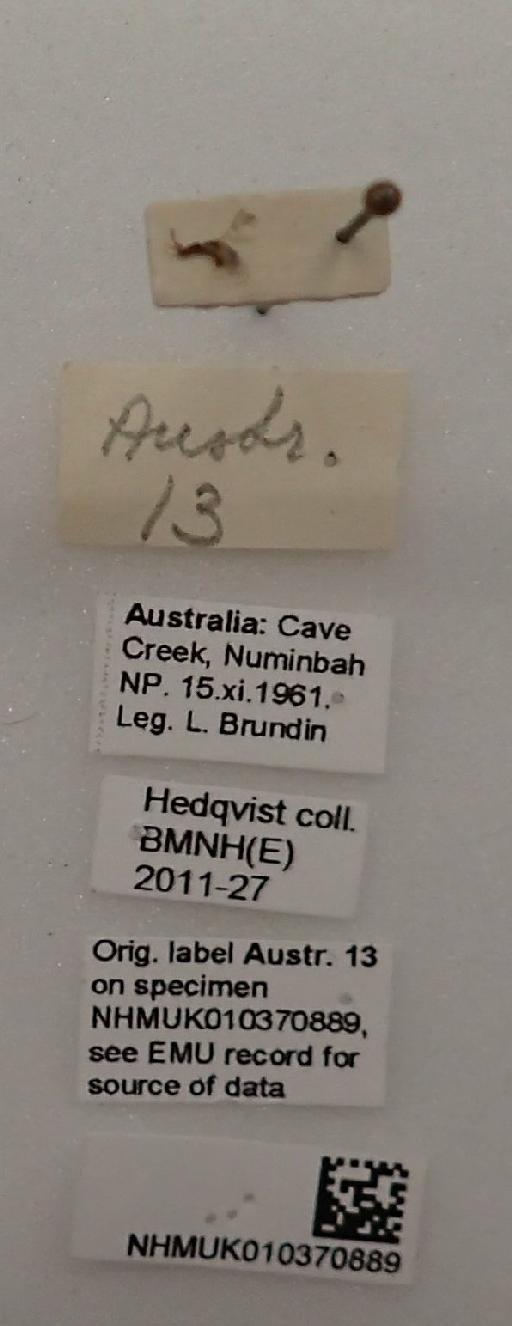 Austr.
13
Australia: Cave
Creek, Numinbah
NP. 15.xi.1961.
Leg. L. Brundin
Hedqvist coll.
BMNH(E)
2011-27
Orig. label Austr. 13
on specimen
NHMUK010370889,
see EMU record for
source of data
NHMUK010370889